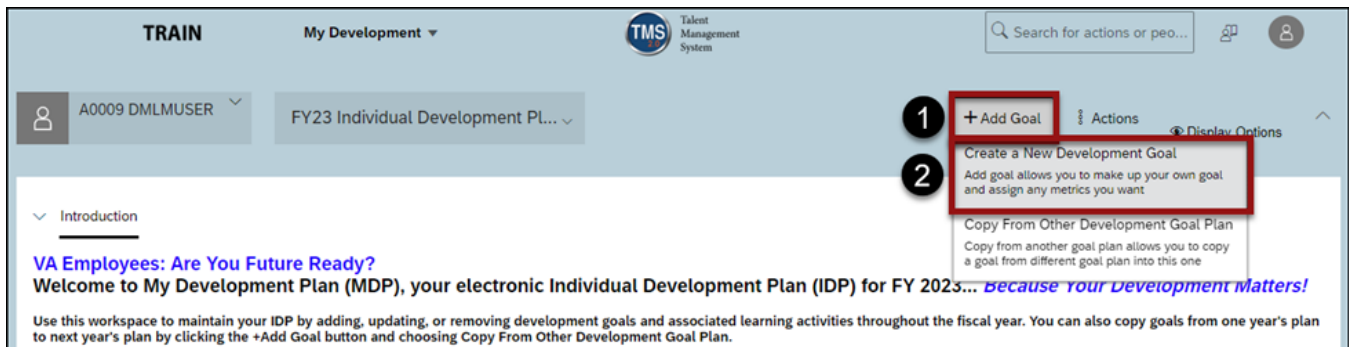 TRAIN
My Development
TMS
2.0
Talent
Management
System
Search for actions or peo...
A0009 DMLMUSER
FY23 Individual Development Pl...
1
+ Add Goal
Actions
Display Options
2
Create a New Development Goal
Add goal allows you to make up your own goal
and assign any metrics you want
Copy From Other Development Goal Plan
Copy from another goal plan allows you to copy
a goal from different goal plan into this one
Introduction
VA Employees: Are You Future Ready?
Welcome to My Development Plan (MDP), your electronic Individual Development Plan (IDP) for FY 2023... Because Your Development Matters!
Use this workspace to maintain your IDP by adding, updating, or removing development goals and associated learning activities throughout the fiscal year. You can also copy goals from one year's plan
to next year's plan by clicking the +Add Goal button and choosing Copy From Other Development Goal Plan.